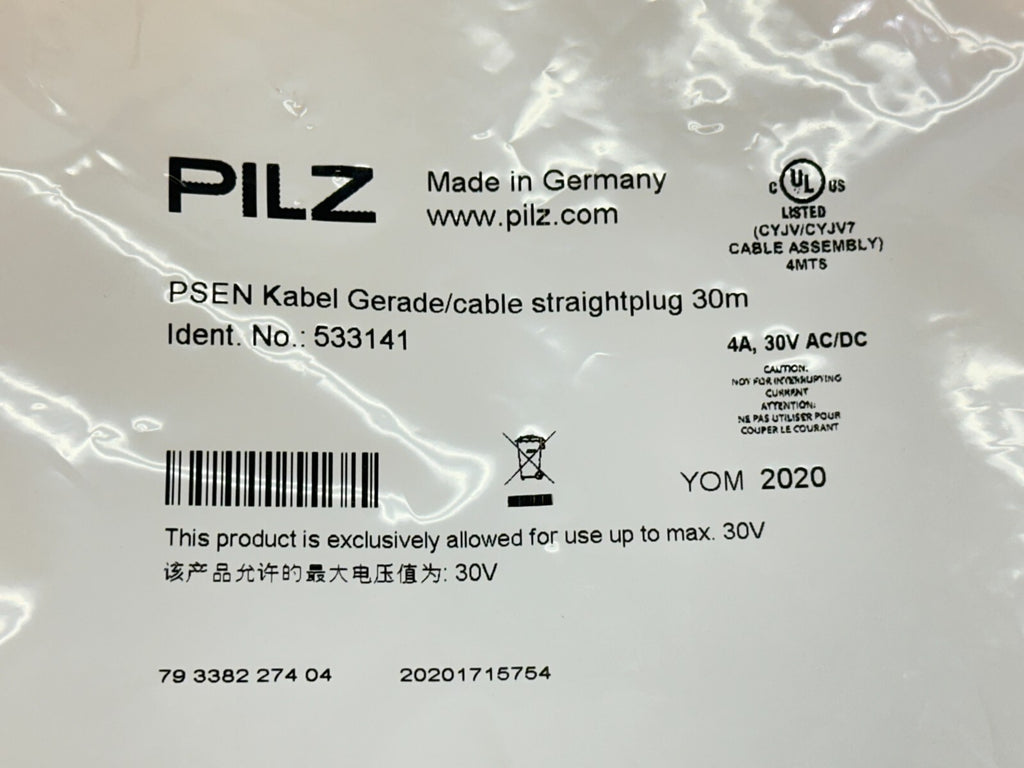 PILZ
Made in Germany
www.pilz.com
C UL US
LISTED
(CYJV/CYJV7
CABLE ASSEMBLY)
4MT8
PSEN Kabel Gerade/cable straightplug 30m
Ident. No.: 533141
4A, 30V AC/DC
CAUTION:
NOT FOR INTERRUPTING
CURRENT
ATTENTION:
NE PAS UTILISER POUR
COUPER LE COURANT
YOM 2020
This product is exclusively allowed for use up to max. 30V
该产品允许的最大电压值为: 30V
79 3382 274 04
20201715754